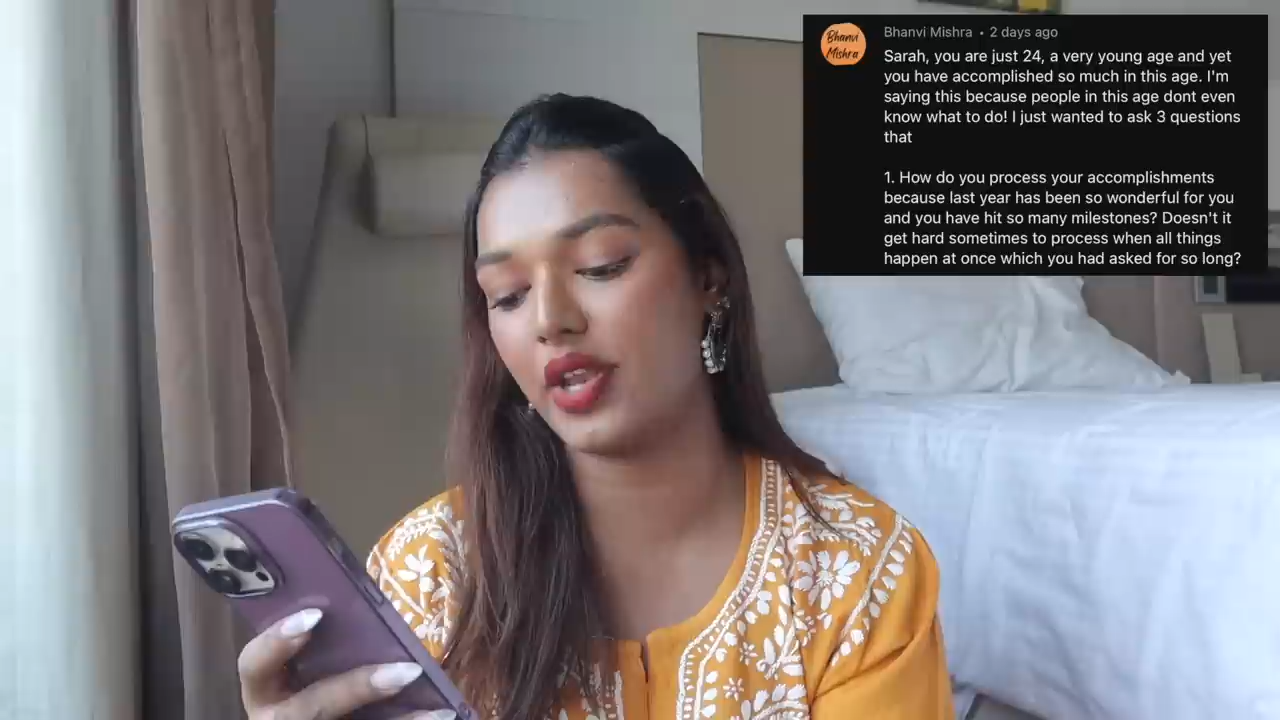 Bhanvi
Mishra
Bhanvi Mishra • 2 days ago
Sarah, you are just 24, a very young age and yet
you have accomplished so much in this age. I'm
saying this because people in this age dont even
know what to do! I just wanted to ask 3 questions
that
1. How do you process your accomplishments
because last year has been so wonderful for you
and you have hit so many milestones? Doesn't it
get hard sometimes to process when all things
happen at once which you had asked for so long?